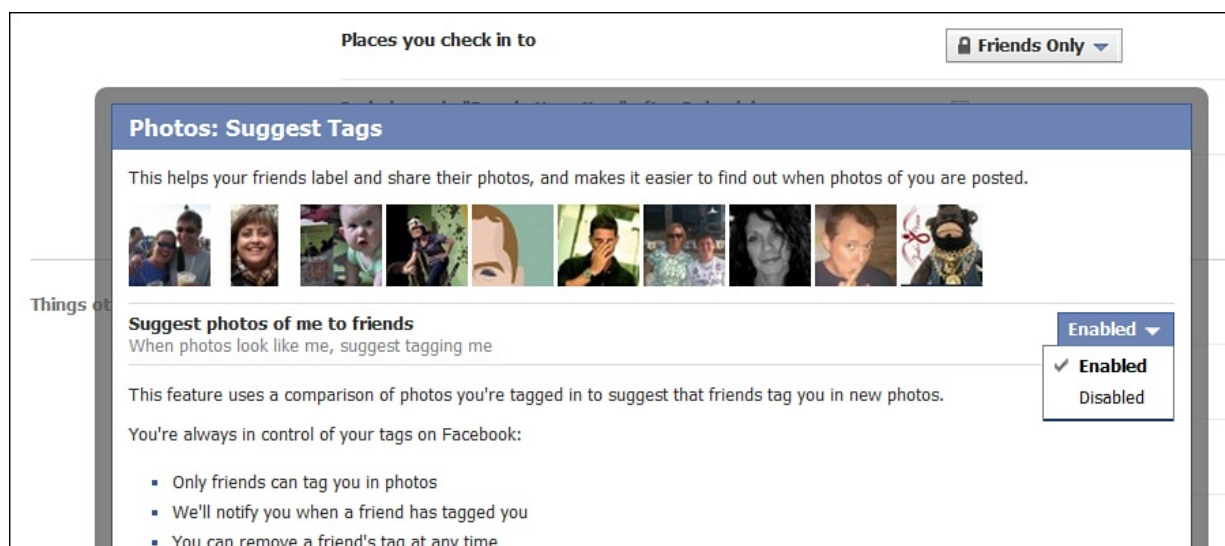 Places you check in to
Friends Only
Photos: Suggest Tags
This helps your friends label and share their photos, and makes it easier to find out when photos of you are posted.
Things ot
Suggest photos of me to friends
Enabled
When photos look like me, suggest tagging me
Enabled
Disabled
This feature uses a comparison of photos you're tagged in to suggest that friends tag you in new photos.
You're always in control of your tags on Facebook:
Only friends can tag you in photos
We'll notify you when a friend has tagged you
You can remove a friend's tag at any time